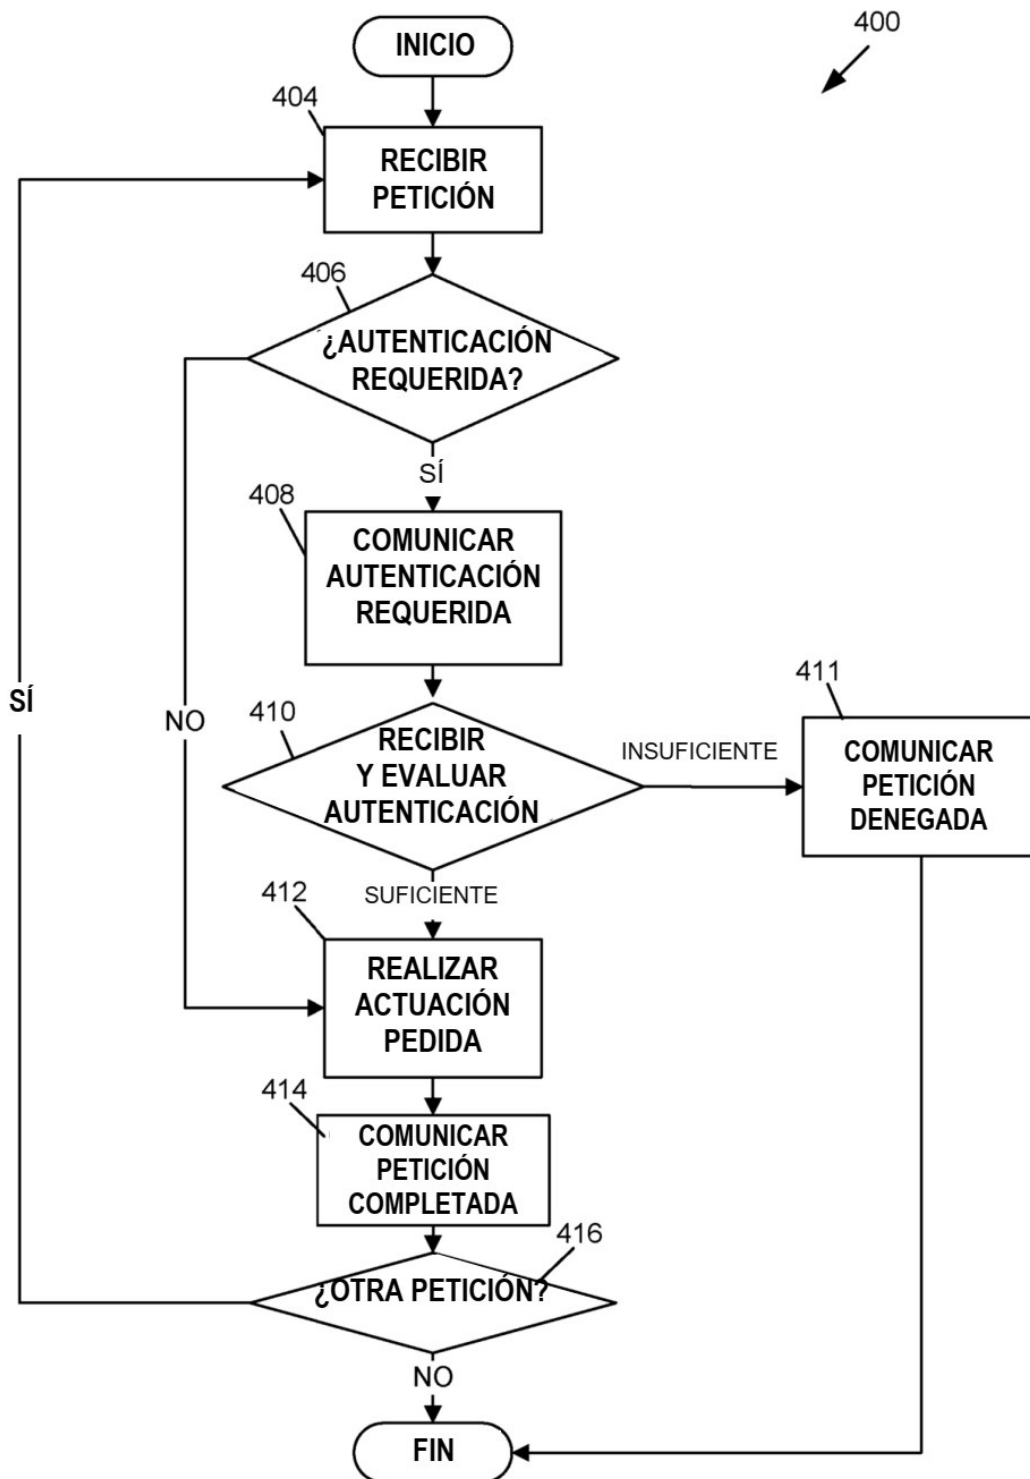 INICIO
400
404
RECIBIR
PETICIÓN
406
¿AUTENTICACIÓN
REQUERIDA?
SÍ
408
COMUNICAR
AUTENTICACIÓN
REQUERIDA
SÍ
NO
410
RECIBIR
Y EVALUAR
AUTENTICACIÓN
INSUFICIENTE
411
COMUNICAR
PETICIÓN
DENEGADA
SUFICIENTE
412
REALIZAR
ACTUACIÓN
PEDIDA
414
COMUNICAR
PETICIÓN
COMPLETADA
416
¿OTRA PETICIÓN?
NO
FIN